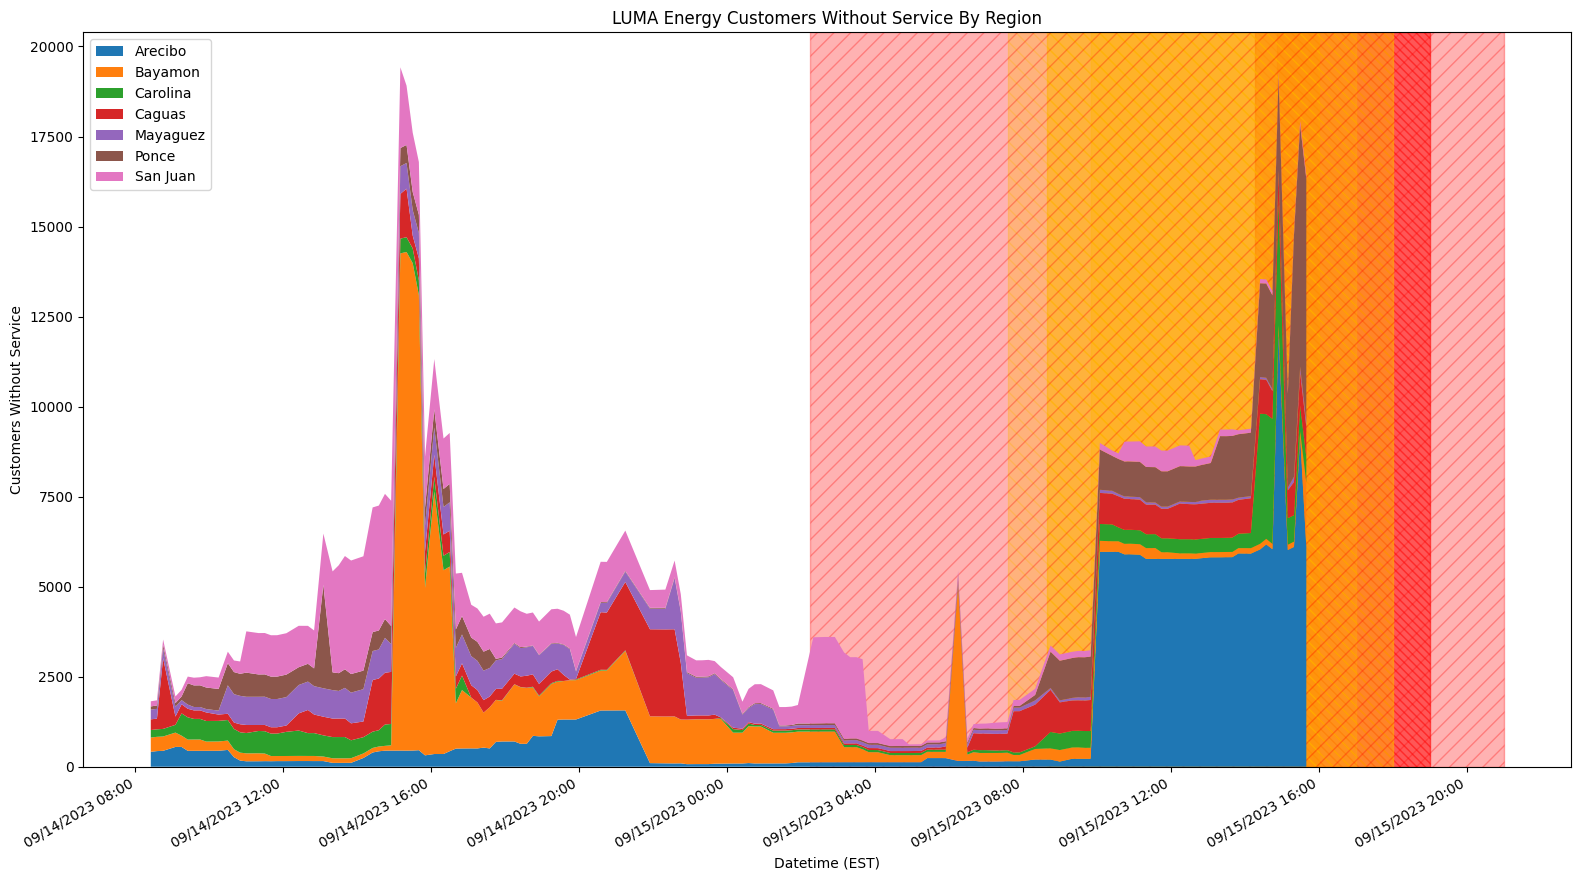 LUMA Energy Customers Without Service By Region
Arecibo
Bayamon
Carolina
Caguas
Mayaguez
Ponce
San Juan
Customers Without Service
20000
17500
15000
12500
10000
7500
5000
2500
0
09/14/2023 08:00
09/14/2023 12:00
09/14/2023 16:00
09/14/2023 20:00
09/15/2023 00:00
09/15/2023 04:00
09/15/2023 08:00
09/15/2023 12:00
09/15/2023 16:00
09/15/2023 20:00
Datetime (EST)